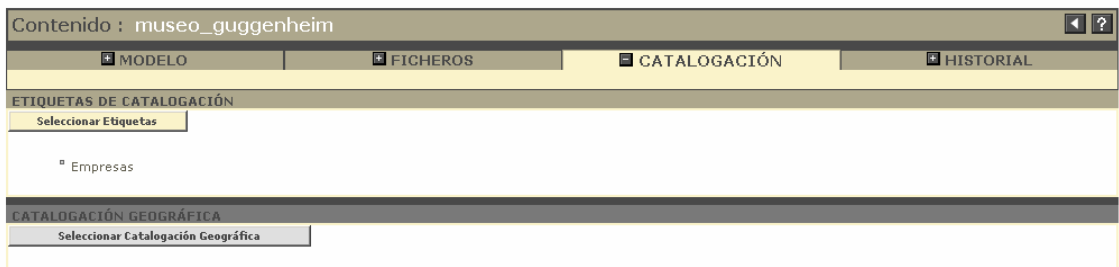 Contenido : museo_guggenheim
MODELO FICHEROS CATALOGACIÓN HISTORIAL
ETIQUETAS DE CATALOGACIÓN
Seleccionar Etiquetas
Empresas
CATALOGACIÓN GEOGRÁFICA
Seleccionar Catalogación Geográfica